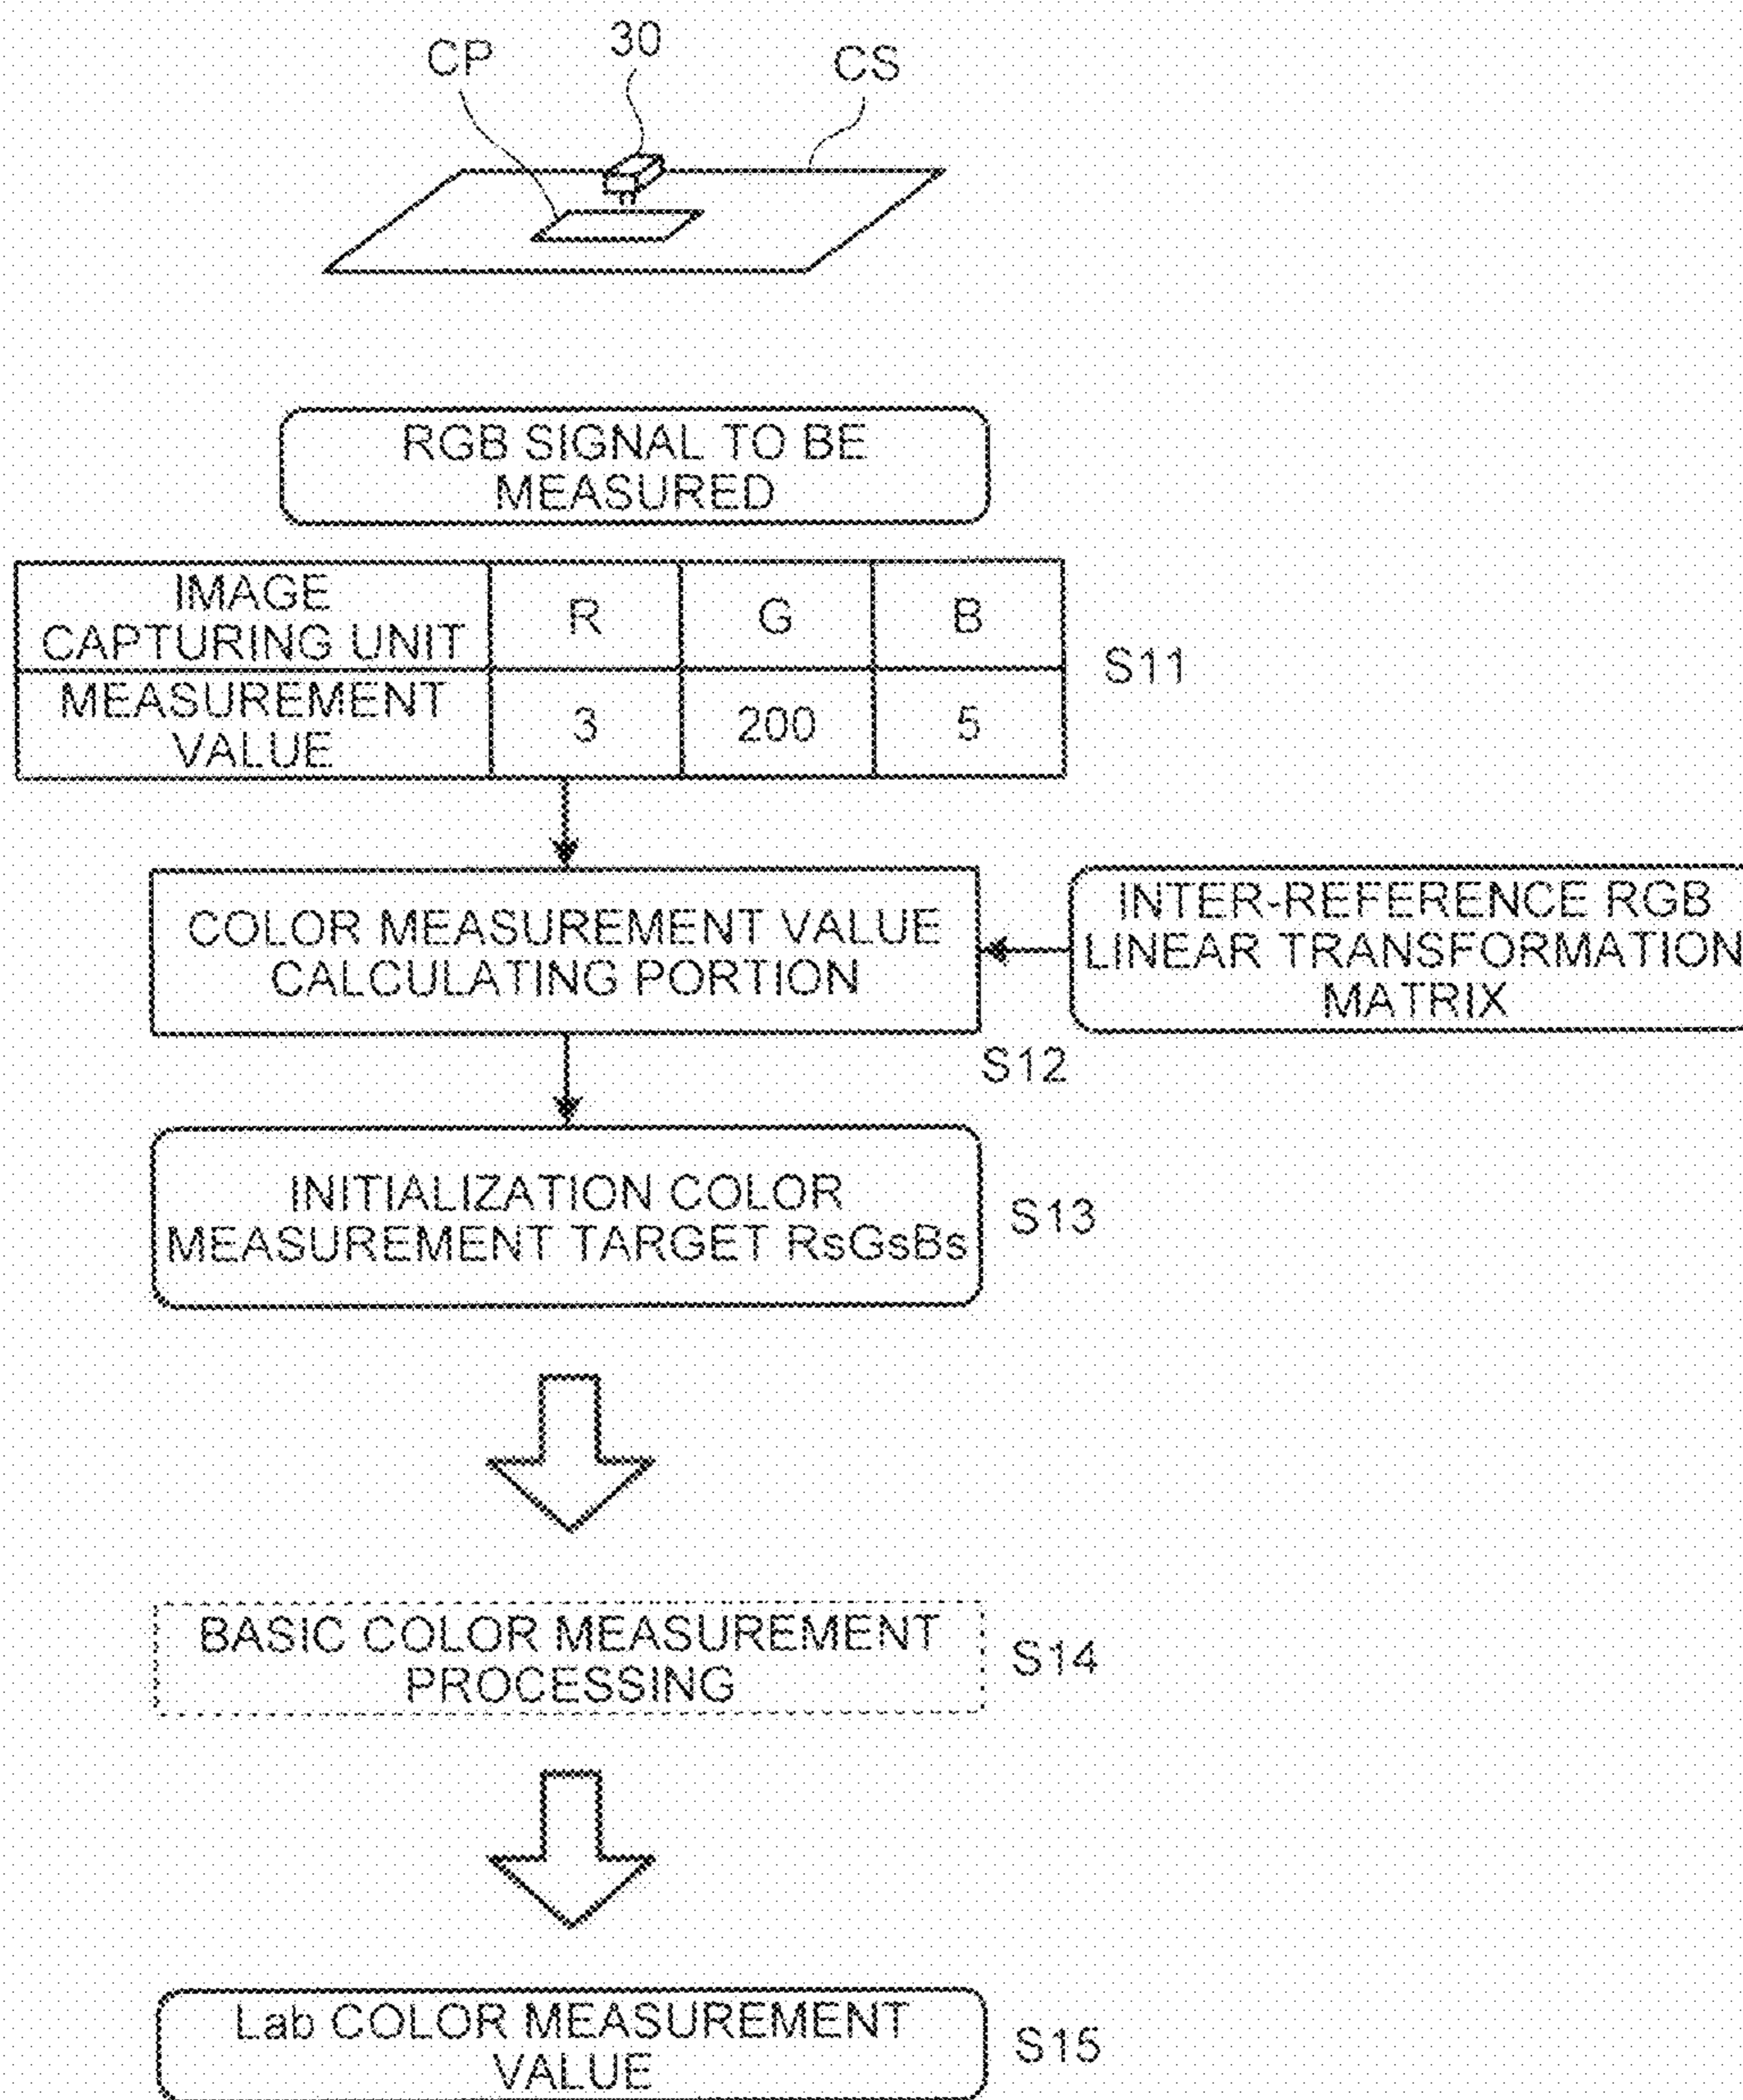 CP 30 CS
RGB SIGNAL TO BE
MEASURED
IMAGE
CAPTURING UNIT
R G B
MEASUREMENT
VALUE
3 200 5
S11
COLOR MEASUREMENT VALUE
CALCULATING PORTION
INTER-REFERENCE RGB
LINEAR TRANSFORMATION
MATRIX
S12
INITIALIZATION COLOR
MEASUREMENT TARGET RsGsBs
S13
BASIC COLOR MEASUREMENT
PROCESSING
S14
Lab COLOR MEASUREMENT
VALUE
S15